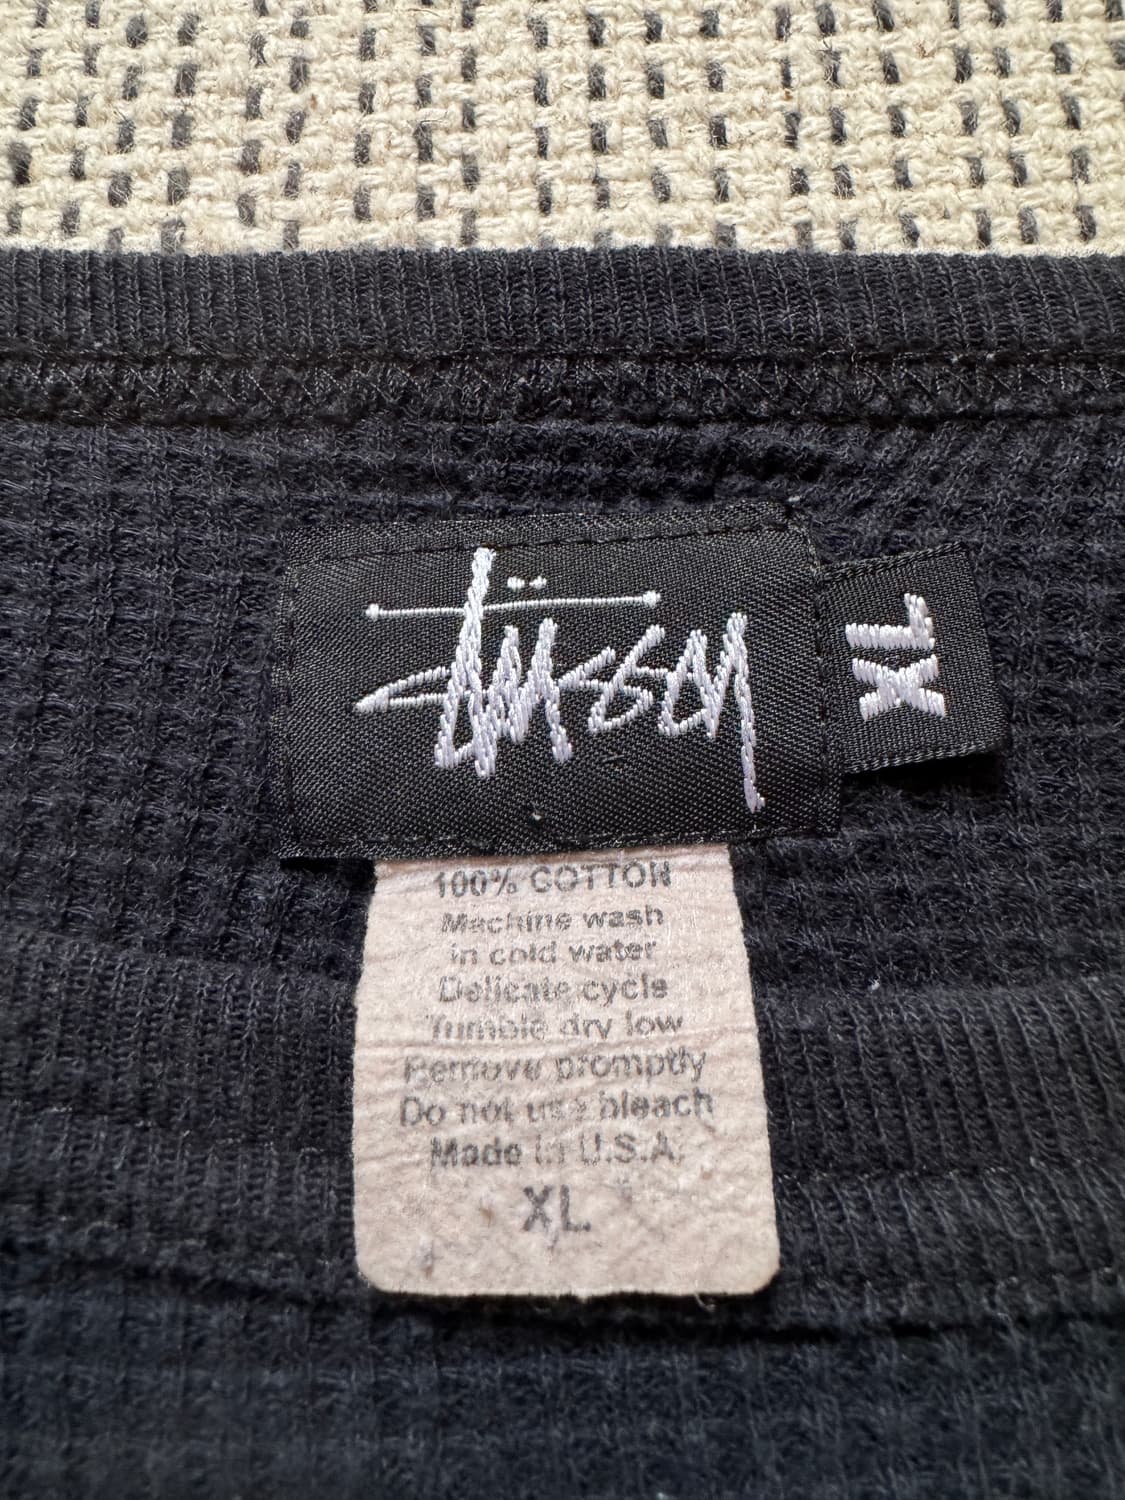 Stüssy
XL
100% COTTON
Machine wash
in cold water
Delicate cycle
Tumble dry low
Remove promptly
Do not use bleach
Made in U.S.A.
XL